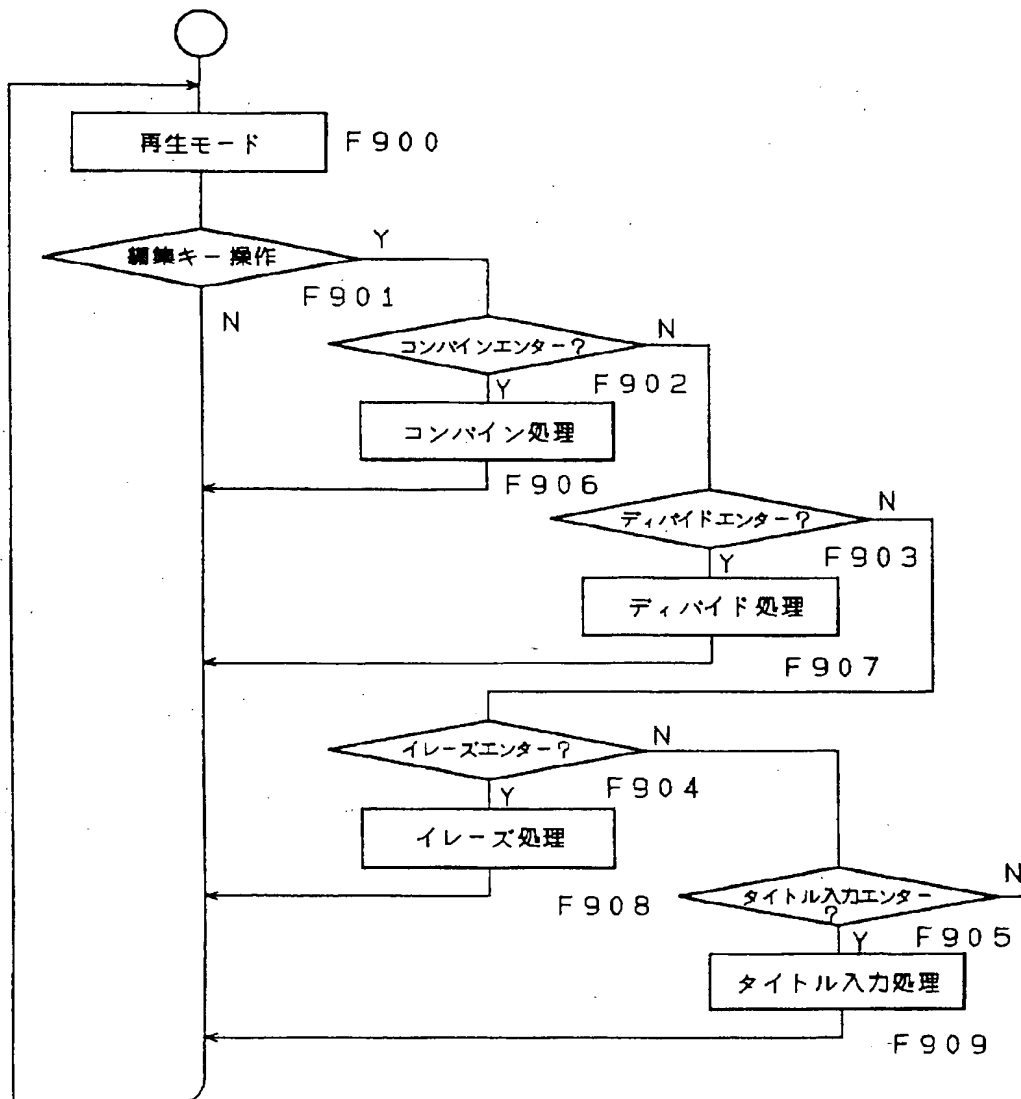 再生モード F900
編集キー操作 Y
F901
N
コンバインエンター? N
F902
Y
コンバイン処理
F906
ディバイドエンター? N
F903
Y
ディバイド処理
F907
イレーズエンター? N
F904
Y
イレーズ処理
F908
タイトル入力エンター N
?
F905
Y
タイトル入力処理
F909